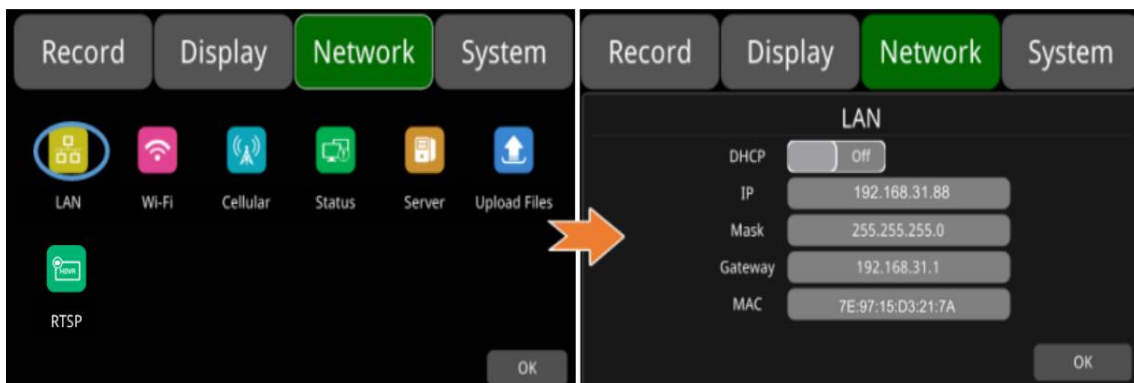 Record Display Network System
LAN Wi-Fi Cellular Status Server Upload Files
HDVR
RTSP
OK
Record Display Network System
LAN
DHCP Off
IP 192.168.31.88
Mask 255.255.255.0
Gateway 192.168.31.1
MAC 7E:97:15:D3:21:7A
OK